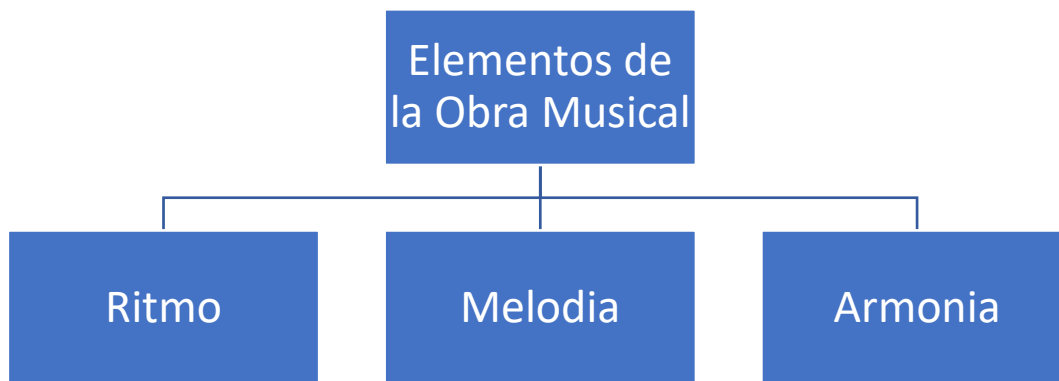 Elementos de
la Obra Musical
Ritmo
Melodia
Armonia